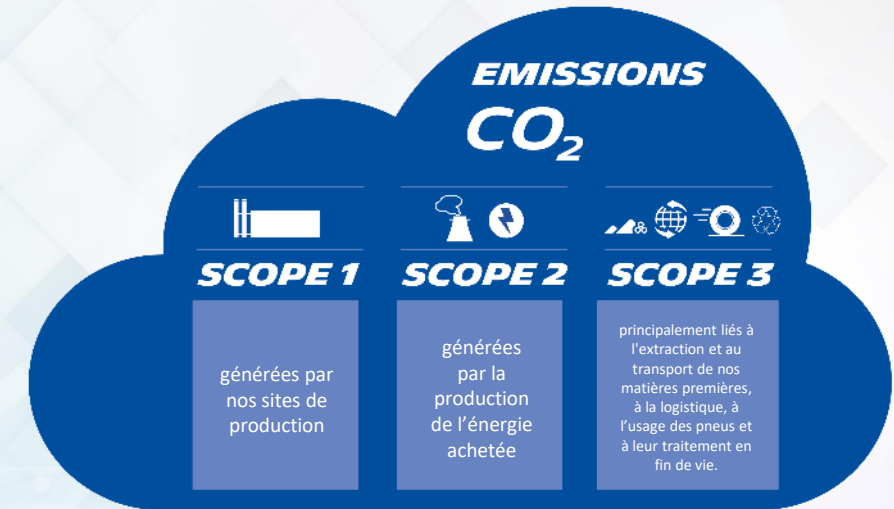 EMISSIONS
CO₂
SCOPE 1
SCOPE 2
SCOPE 3
générées par
nos sites de
production
générées
par la
production
de l’énergie
achetée
principalement liés à
l'extraction et au
transport de nos
matières premières,
à la logistique, à
l’usage des pneus et
à leur traitement en
fin de vie.